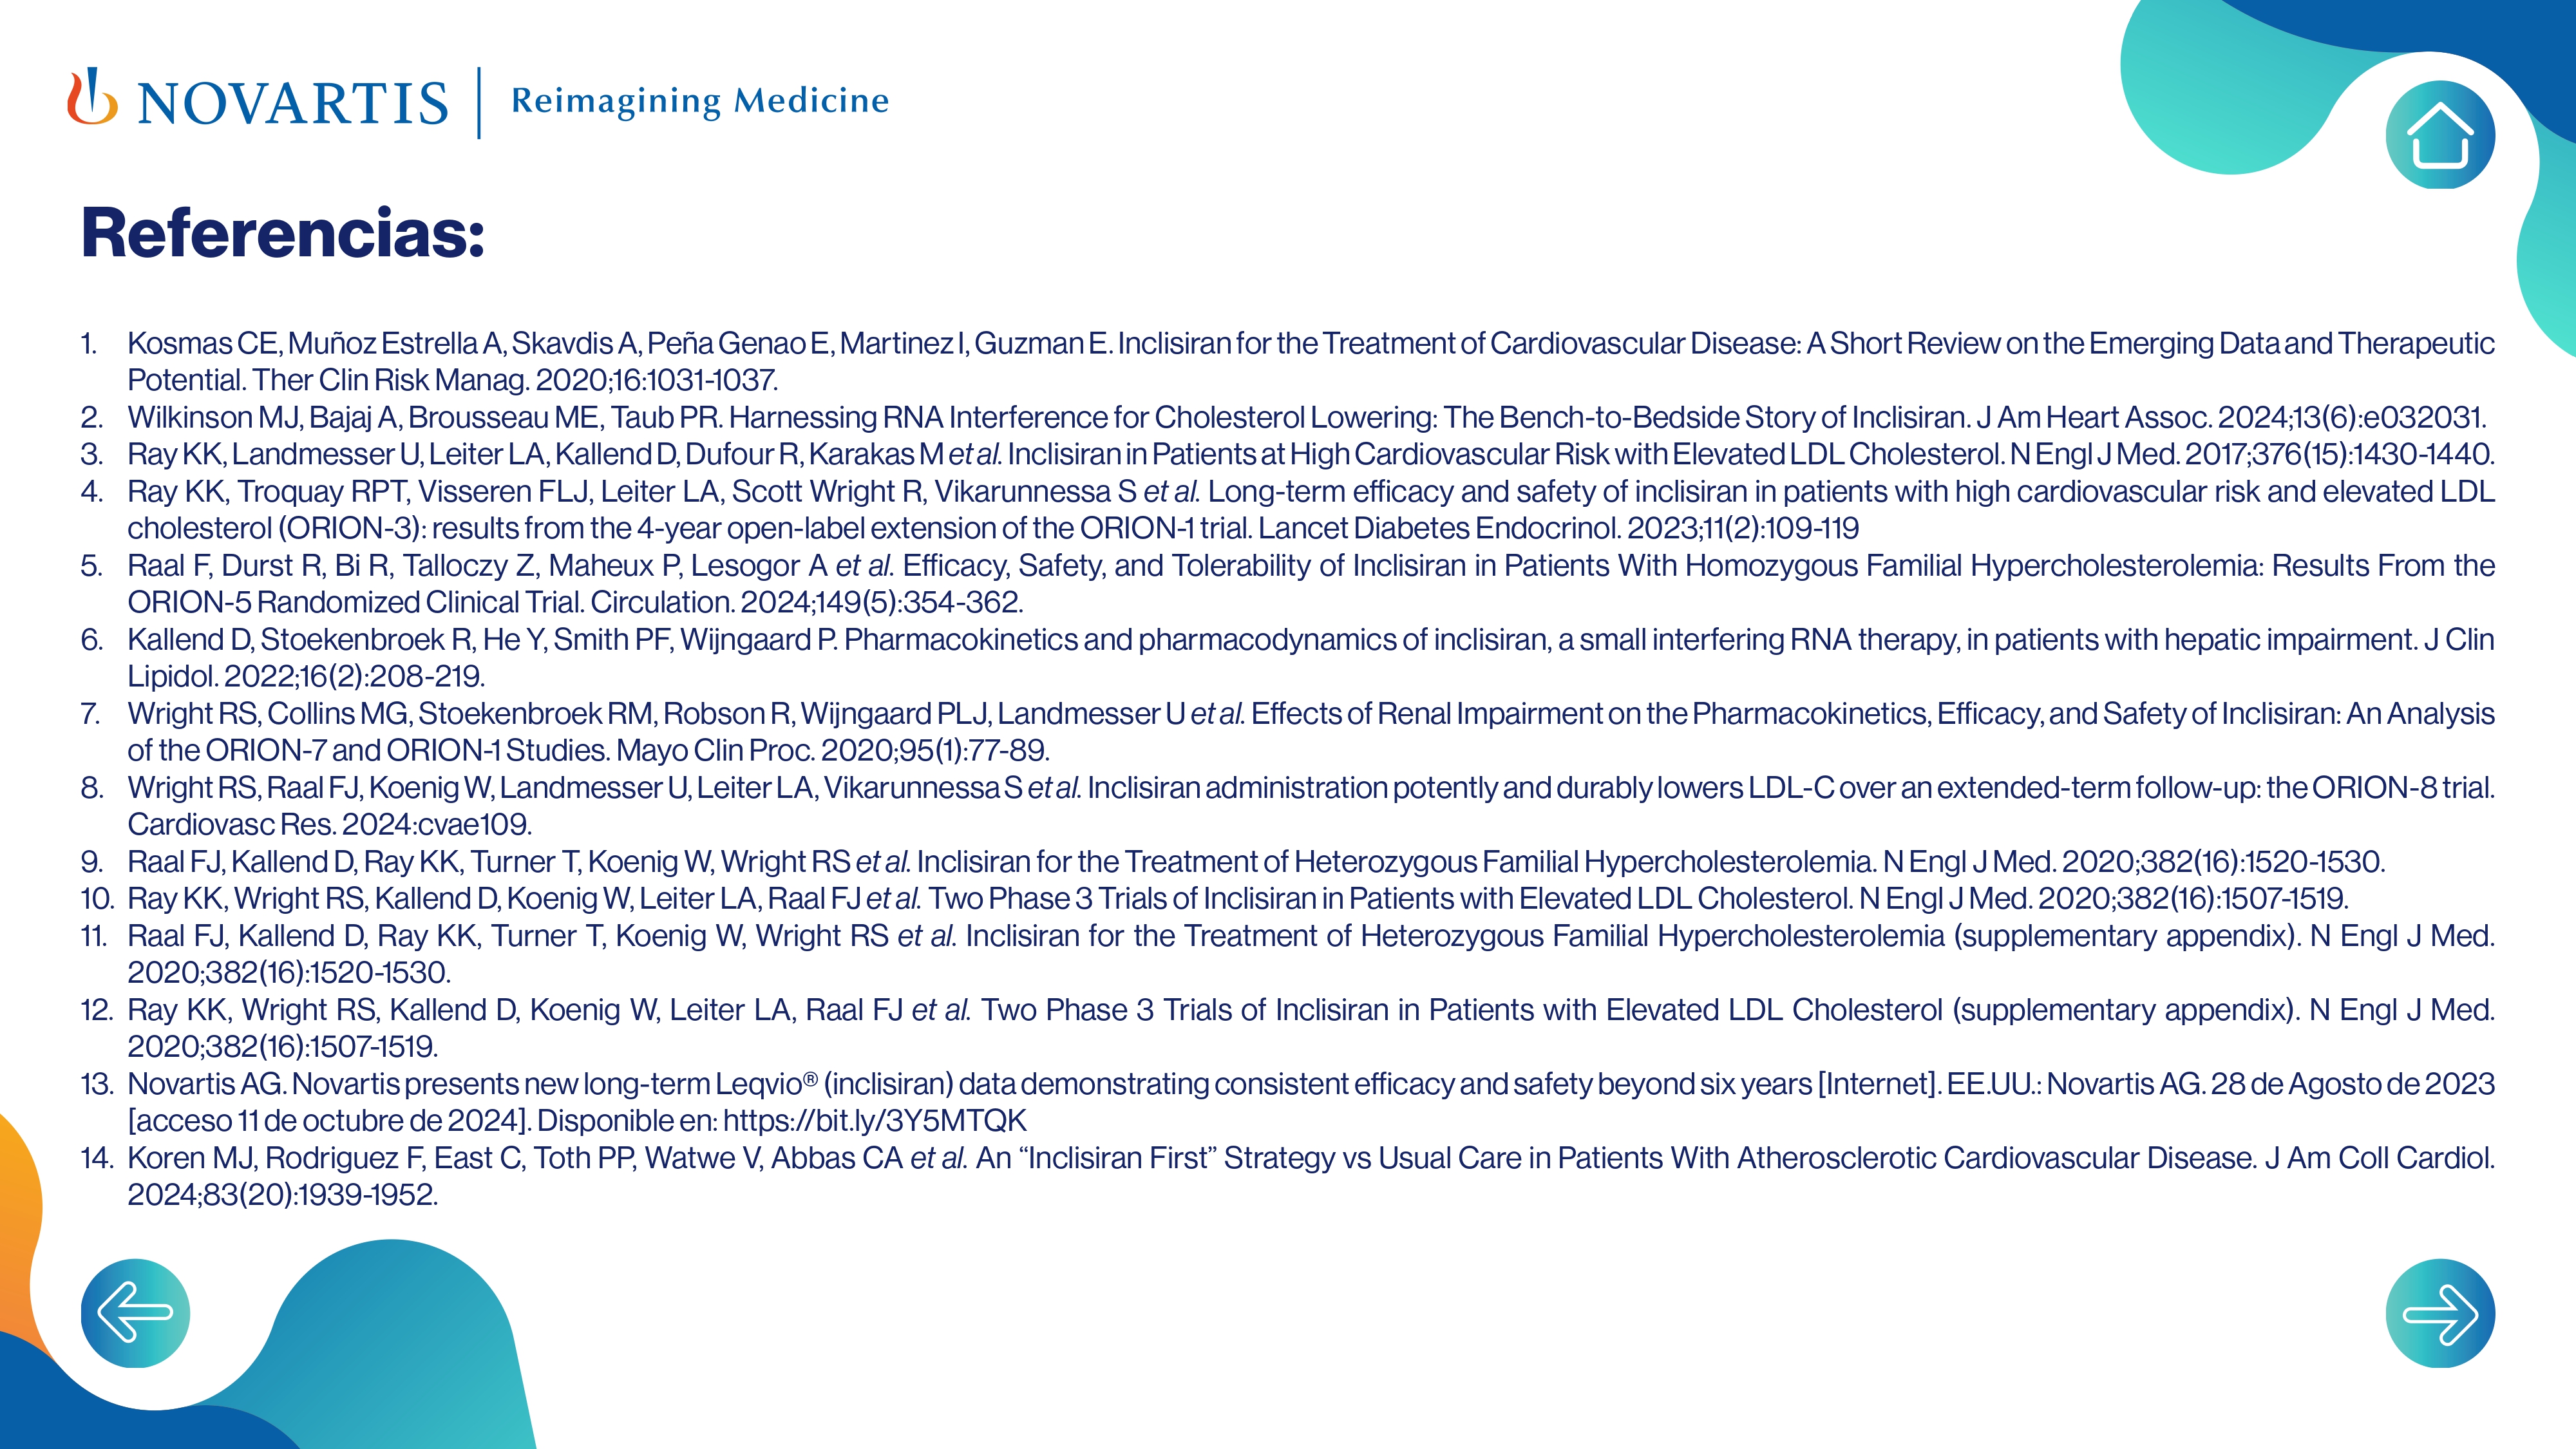 NOVARTIS | Reimagining Medicine
Referencias:
1. Kosmas CE, Muñoz Estrella A, Skavdis A, Peña Genao E, Martinez I, Guzman E. Inclisiran for the Treatment of Cardiovascular Disease: A Short Review on the Emerging Data and Therapeutic
Potential. Ther Clin Risk Manag. 2020;16:1031-1037.
2. Wilkinson MJ, Bajaj A, Brousseau ME, Taub PR. Harnessing RNA Interference for Cholesterol Lowering: The Bench-to-Bedside Story of Inclisiran. J Am Heart Assoc. 2024;13(6):e032031.
3. Ray KK, Landmesser U, Leiter LA, Kallend D, Dufour R, Karakas M et al. Inclisiran in Patients at High Cardiovascular Risk with Elevated LDL Cholesterol. N Engl J Med. 2017;376(15):1430-1440.
4. Ray KK, Troquay RPT, Visseren FLJ, Leiter LA, Scott Wright R, Vikarunnessa S et al. Long-term efficacy and safety of inclisiran in patients with high cardiovascular risk and elevated LDL
cholesterol (ORION-3): results from the 4-year open-label extension of the ORION-1 trial. Lancet Diabetes Endocrinol. 2023;11(2):109-119
5. Raal F, Durst R, Bi R, Talloczy Z, Maheux P, Lesogor A et al. Efficacy, Safety, and Tolerability of Inclisiran in Patients With Homozygous Familial Hypercholesterolemia: Results From the
ORION-5 Randomized Clinical Trial. Circulation. 2024;149(5):354-362.
6. Kallend D, Stoekenbroek R, He Y, Smith PF, Wijngaard P. Pharmacokinetics and pharmacodynamics of inclisiran, a small interfering RNA therapy, in patients with hepatic impairment. J Clin
Lipidol. 2022;16(2):208-219.
7. Wright RS, Collins MG, Stoekenbroek RM, Robson R, Wijngaard PLJ, Landmesser U et al. Effects of Renal Impairment on the Pharmacokinetics, Efficacy, and Safety of Inclisiran: An Analysis
of the ORION-7 and ORION-1 Studies. Mayo Clin Proc. 2020;95(1):77-89.
8. Wright RS, Raal FJ, Koenig W, Landmesser U, Leiter LA, Vikarunnessa S et al. Inclisiran administration potently and durably lowers LDL-C over an extended-term follow-up: the ORION-8 trial.
Cardiovasc Res. 2024:cvae109.
9. Raal FJ, Kallend D, Ray KK, Turner T, Koenig W, Wright RS et al. Inclisiran for the Treatment of Heterozygous Familial Hypercholesterolemia. N Engl J Med. 2020;382(16):1520-1530.
10. Ray KK, Wright RS, Kallend D, Koenig W, Leiter LA, Raal FJ et al. Two Phase 3 Trials of Inclisiran in Patients with Elevated LDL Cholesterol. N Engl J Med. 2020;382(16):1507-1519.
11. Raal FJ, Kallend D, Ray KK, Turner T, Koenig W, Wright RS et al. Inclisiran for the Treatment of Heterozygous Familial Hypercholesterolemia (supplementary appendix). N Engl J Med.
2020;382(16):1520-1530.
12. Ray KK, Wright RS, Kallend D, Koenig W, Leiter LA, Raal FJ et al. Two Phase 3 Trials of Inclisiran in Patients with Elevated LDL Cholesterol (supplementary appendix). N Engl J Med.
2020;382(16):1507-1519.
13. Novartis AG. Novartis presents new long-term Leqvio® (inclisiran) data demonstrating consistent efficacy and safety beyond six years [Internet]. EE.UU.: Novartis AG. 28 de Agosto de 2023
[acceso 11 de octubre de 2024]. Disponible en: https://bit.ly/3Y5MTQK
14. Koren MJ, Rodriguez F, East C, Toth PP, Watwe V, Abbas CA et al. An “Inclisiran First” Strategy vs Usual Care in Patients With Atherosclerotic Cardiovascular Disease. J Am Coll Cardiol.
2024;83(20):1939-1952.